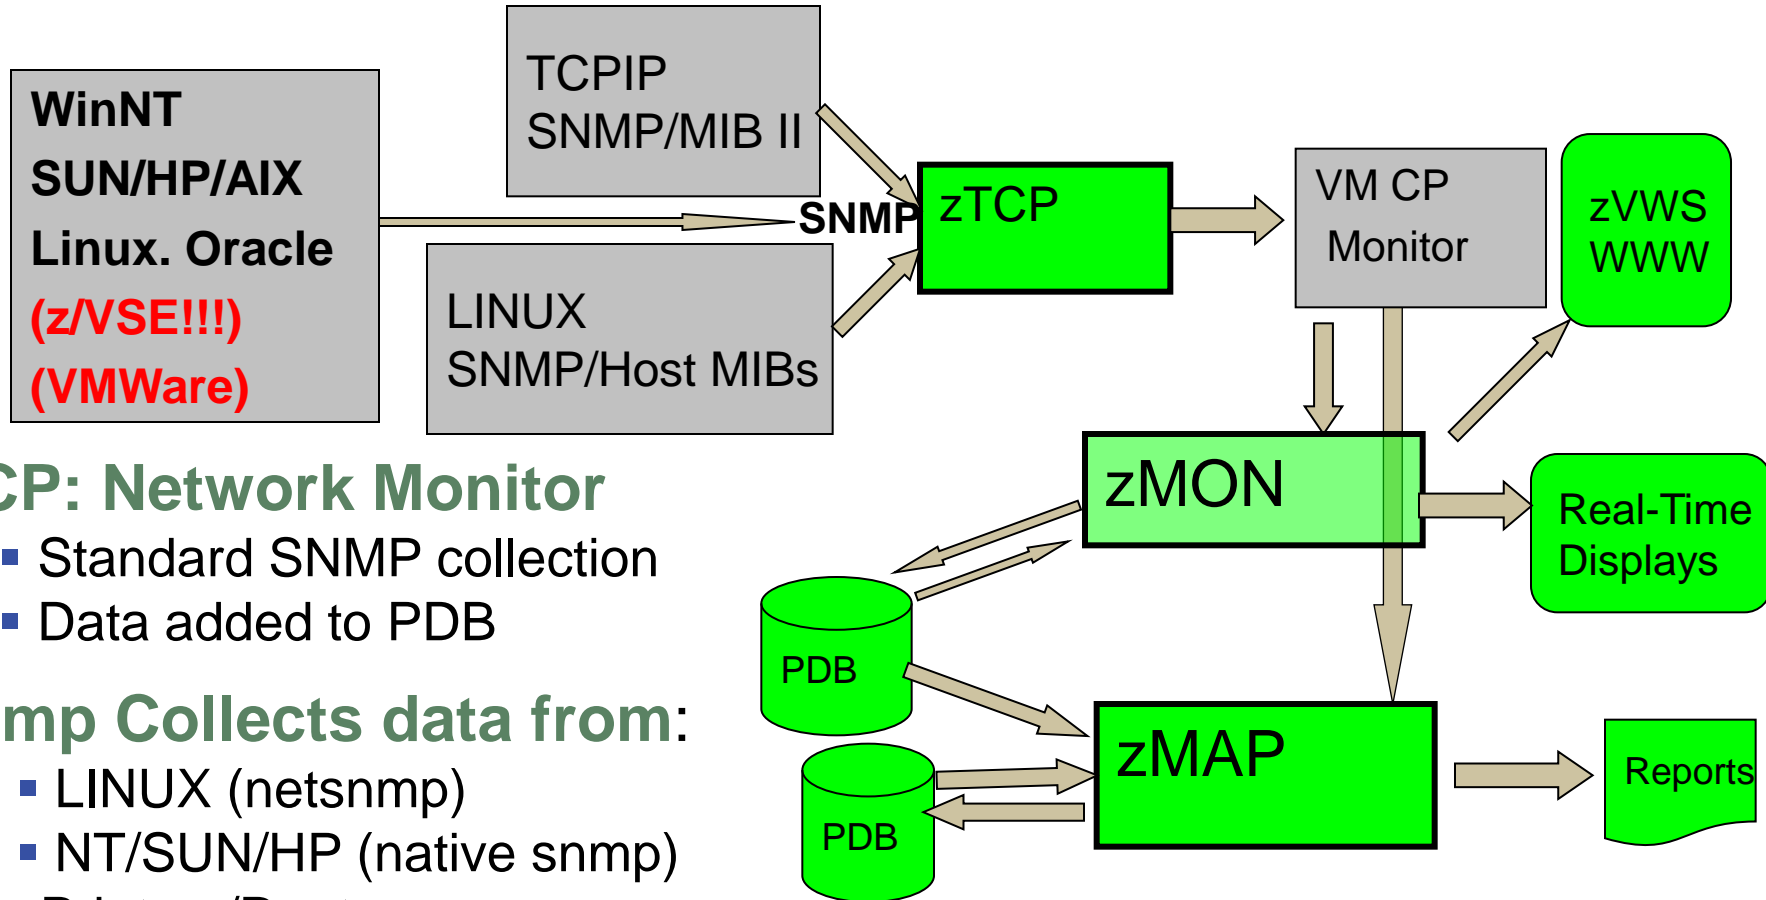 WinNT
SUN/HP/AIX
Linux. Oracle
(z/VSE!!!)
(VMWare)
TCPIP
SNMP/MIB II
LINUX
SNMP/Host MIBs
SNMP
zTCP
VM CP
Monitor
zVWS
WWW
zMON
Real-Time
Displays
PDB
zMAP
PDB
Reports
CP: Network Monitor
Standard SNMP collection
Data added to PDB
mp Collects data from:
LINUX (netsnmp)
NT/SUN/HP (native snmp)